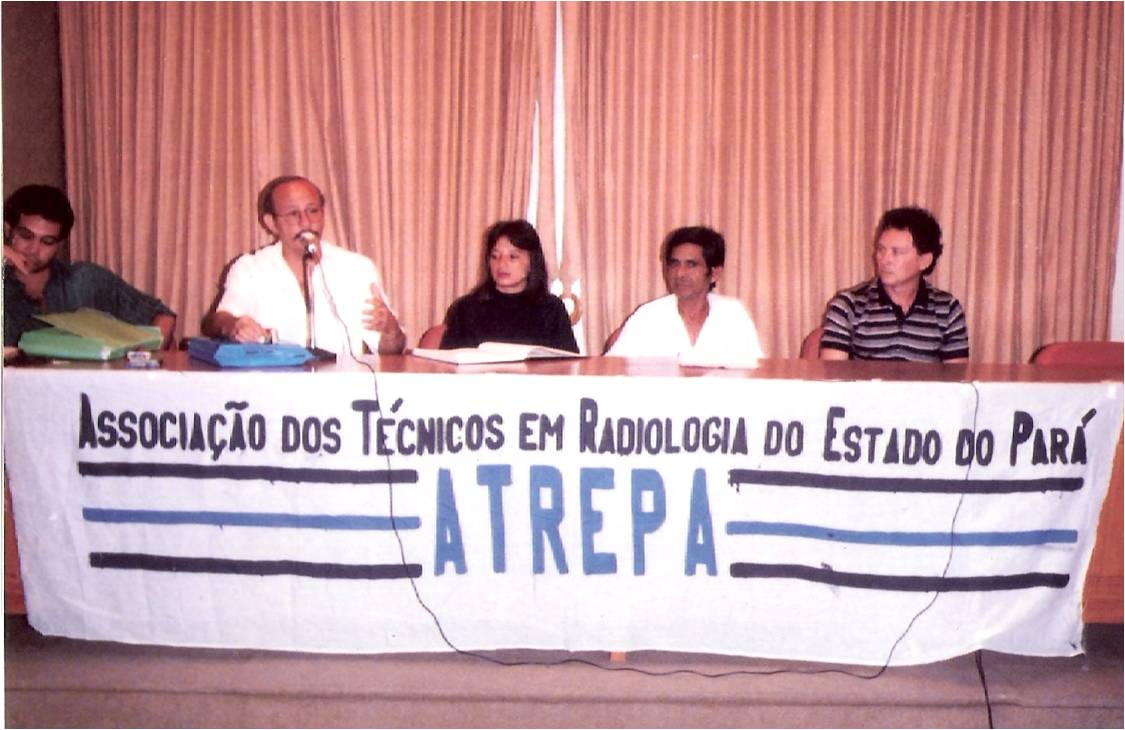 ASSOCIAÇÃO DOS TÉCNICOS EM RADIOLOGIA DO ESTADO DO PARÁ
ATREPA